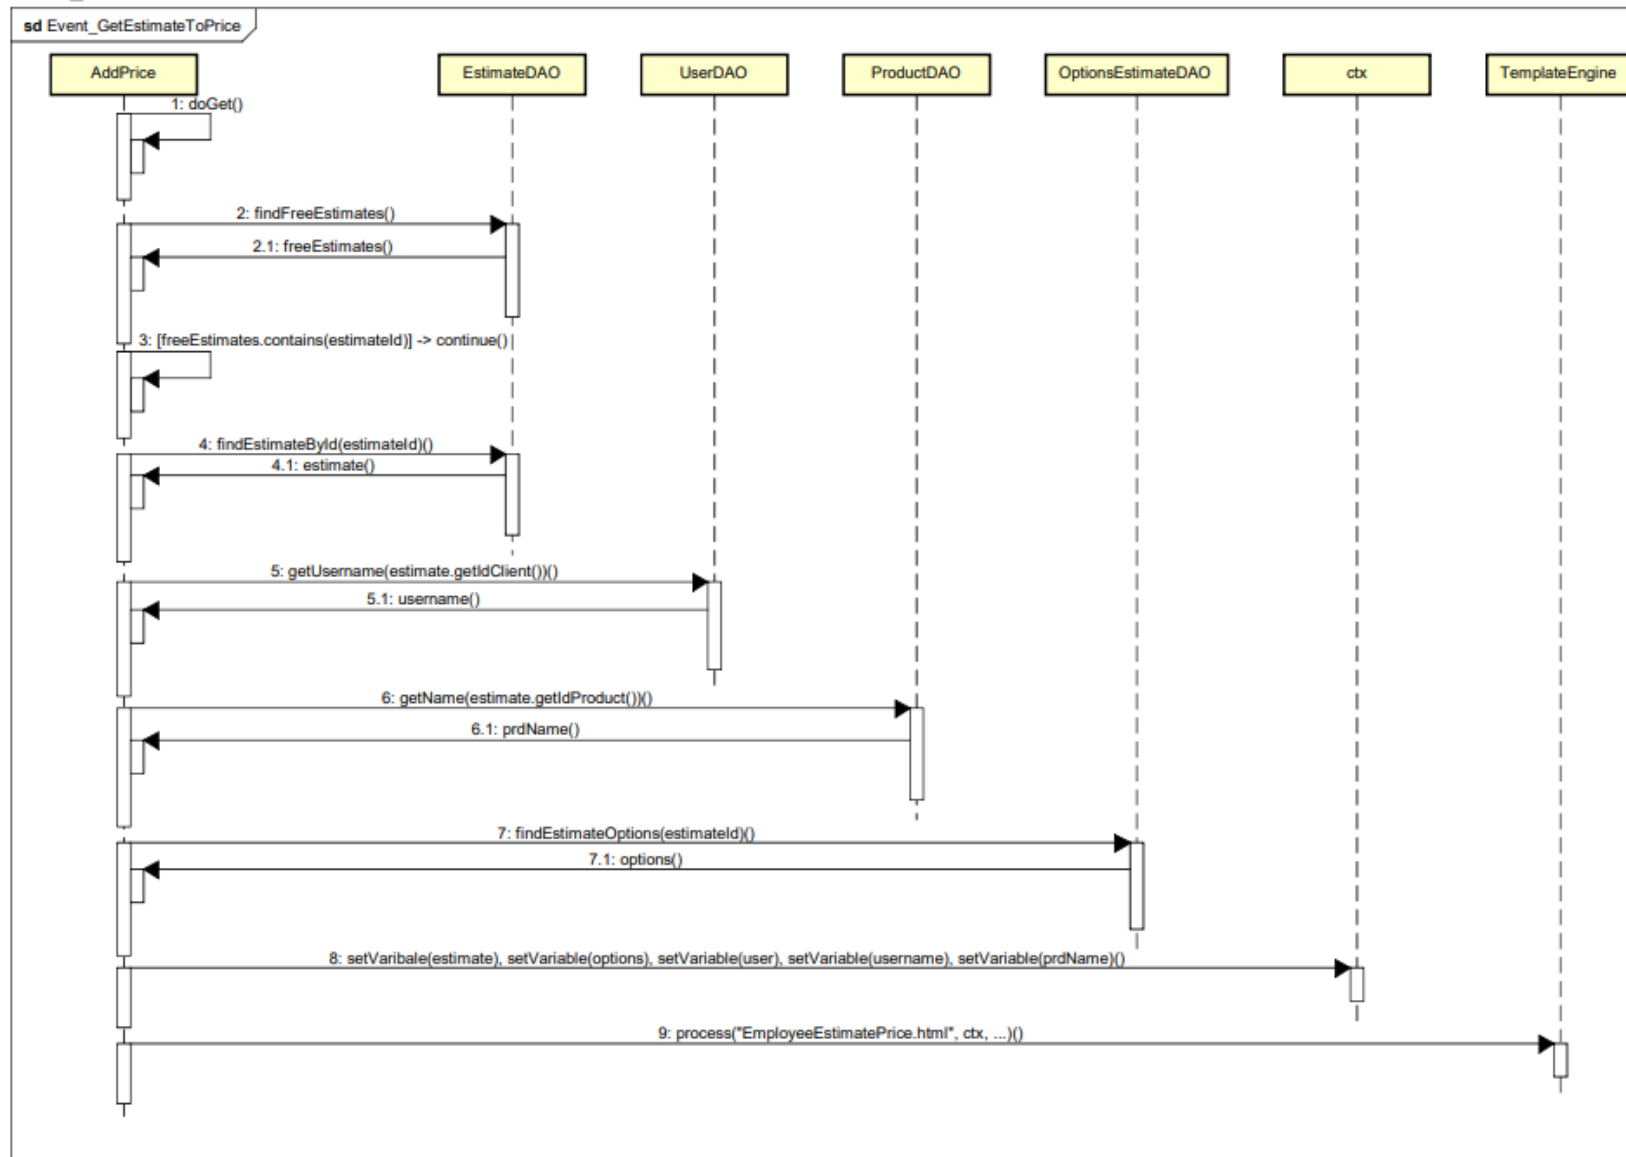 sd Event_GetEstimateToPrice
AddPrice
EstimateDAO
UserDAO
ProductDAO
OptionsEstimateDAO
ctx
TemplateEngine
1: doGet()
2: findFreeEstimates()
2.1: freeEstimates()
3: [freeEstimates.contains(estimateId)] -> continue()
4: findEstimateById(estimateId)()
4.1: estimate()
5: getUsername(estimate.getIdClient())()
5.1: username()
6: getName(estimate.getIdProduct())()
6.1: prdName()
7: findEstimateOptions(estimateId)()
7.1: options()
8: setVaribale(estimate), setVariable(options), setVariable(user), setVariable(username), setVariable(prdName)()
9: process("EmployeeEstimatePrice.html", ctx, ...)()